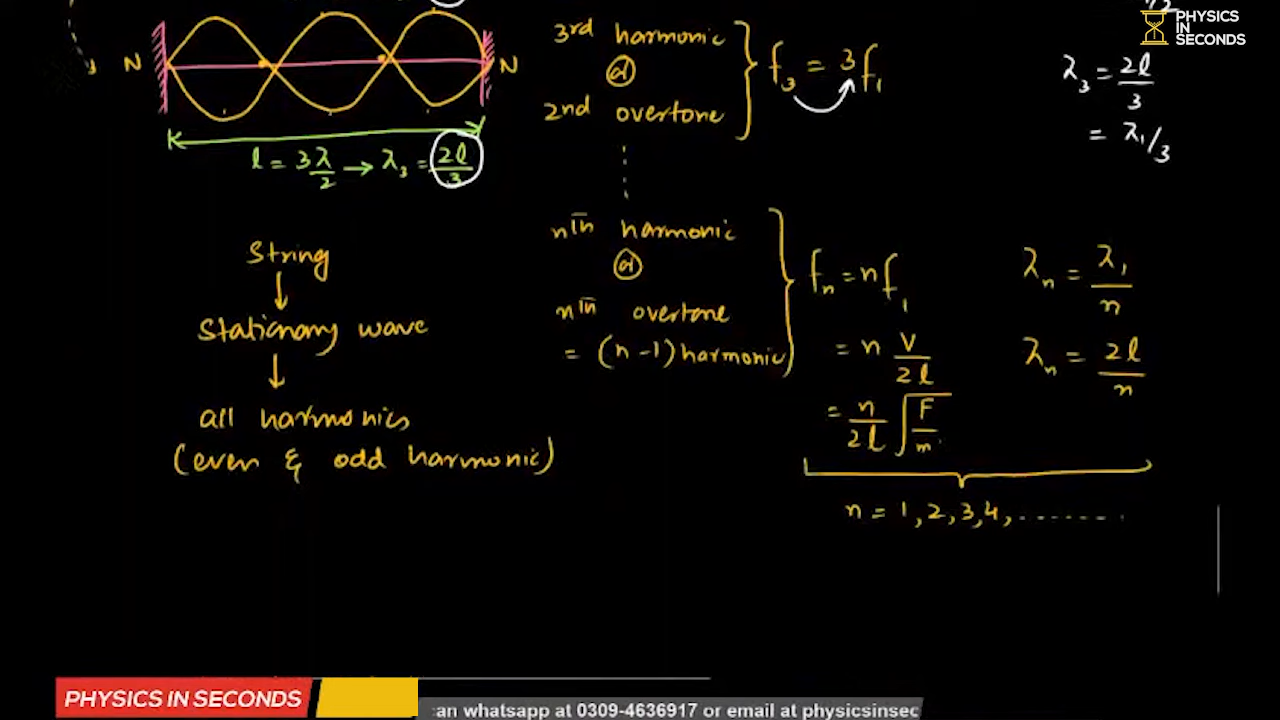 PHYSICS
IN
SECONDS
N
N
l = 3λ/2 → λ₃ = 2l/3
3rd harmonic
or
2nd overtone
f₃ = 3f₁
λ₃ = 2l/3
= λ₁/3
String
↓
Stationary wave
↓
all harmonics
(even & odd harmonic)
nth harmonic
or
nth overtone
= (n-1) harmonic
fₙ = nf₁
= n v/2l
= n/2l √F/m
λₙ = λ₁/n
λₙ = 2l/n
n = 1,2,3,4,........
PHYSICS IN SECONDS
an whatsapp at 0309-4636917 or email at physicsinsec